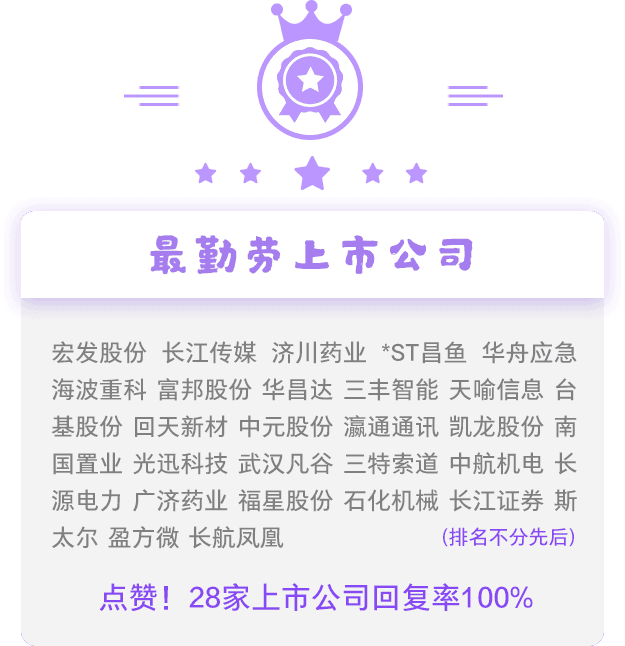 最勤劳上市公司
宏发股份 长江传媒 济川药业 *ST昌鱼 华舟应急
海波重科 富邦股份 华昌达 三丰智能 天喻信息 台
基股份 回天新材 中元股份 瀛通通讯 凯龙股份 南
国置业 光迅科技 武汉凡谷 三特索道 中航机电 长
源电力 广济药业 福星股份 石化机械 长江证券 斯
太尔 盈方微 长航凤凰
(排名不分先后)
点赞！28家上市公司回复率100%